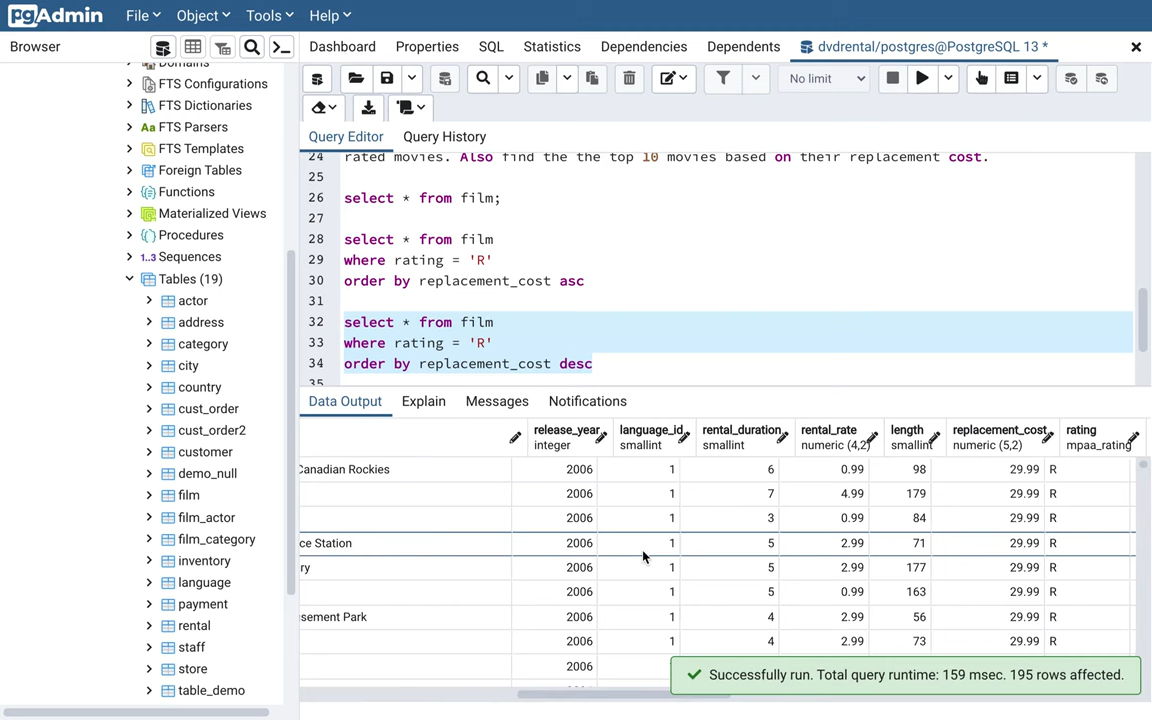 pgAdmin File Object Tools Help
Browser Dashboard Properties SQL Statistics Dependencies Dependents dvdrental/postgres@PostgreSQL 13 *
No limit
Query Editor Query History
Domains
FTS Configurations
FTS Dictionaries
FTS Parsers
FTS Templates
Foreign Tables
Functions
Materialized Views
Procedures
1..3 Sequences
Tables (19)
actor
address
category
city
country
cust_order
cust_order2
customer
demo_null
film
film_actor
film_category
inventory
language
payment
rental
staff
store
table_demo
24 rated movies. Also find the the top 10 movies based on their replacement cost.
25
26 select * from film;
27
28 select * from film
29 where rating = 'R'
30 order by replacement_cost asc
31
32 select * from film
33 where rating = 'R'
34 order by replacement_cost desc
35
Data Output Explain Messages Notifications
release_year language_id rental_duration rental_rate length replacement_cost rating
integer smallint smallint numeric (4,2) smallint numeric (5,2) mpaa_rating
Canadian Rockies 2006 1 6 0.99 98 29.99 R
2006 1 7 4.99 179 29.99 R
2006 1 3 0.99 84 29.99 R
ce Station 2006 1 5 2.99 71 29.99 R
ry 2006 1 5 2.99 177 29.99 R
2006 1 5 0.99 163 29.99 R
sement Park 2006 1 4 2.99 56 29.99 R
2006 1 4 2.99 73 29.99 R
2006
Successfully run. Total query runtime: 159 msec. 195 rows affected.